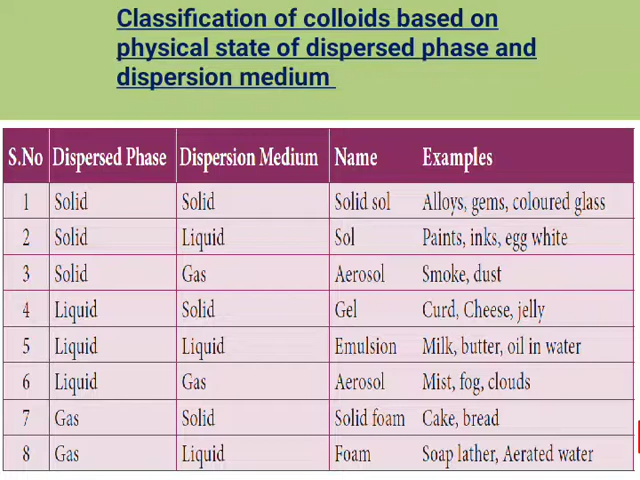 Classification of colloids based on
physical state of dispersed phase and
dispersion medium
S.No Dispersed Phase Dispersion Medium Name Examples
1 Solid Solid Solid sol Alloys, gems, coloured glass
2 Solid Liquid Sol Paints, inks, egg white
3 Solid Gas Aerosol Smoke, dust
4 Liquid Solid Gel Curd, Cheese, jelly
5 Liquid Liquid Emulsion Milk, butter, oil in water
6 Liquid Gas Aerosol Mist, fog, clouds
7 Gas Solid Solid foam Cake, bread
8 Gas Liquid Foam Soap lather, Aerated water